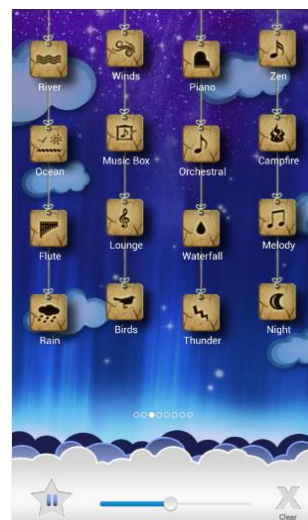 River Winds Piano Zen
Ocean Music Box Orchestral Campfire
Flute Lounge Waterfall Melody
Rain Birds Thunder Night
Clear